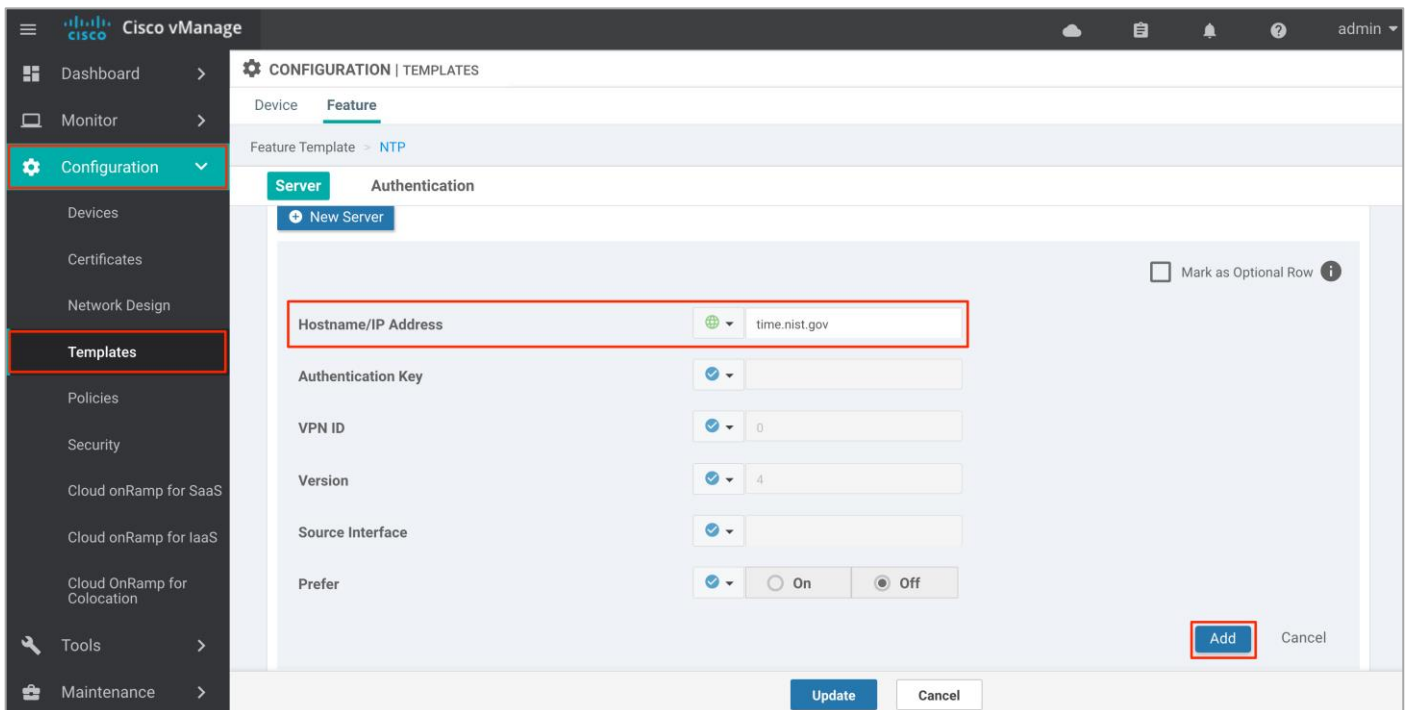 cisco Cisco vManage
admin
Dashboard
Monitor
Configuration
Devices
Certificates
Network Design
Templates
Policies
Security
Cloud onRamp for SaaS
Cloud onRamp for IaaS
Cloud OnRamp for
Colocation
Tools
Maintenance
CONFIGURATION | TEMPLATES
Device Feature
Feature Template > NTP
Server Authentication
New Server
Mark as Optional Row i
Hostname/IP Address time.nist.gov
Authentication Key
VPN ID 0
Version 4
Source Interface
Prefer On Off
Add Cancel
Update Cancel